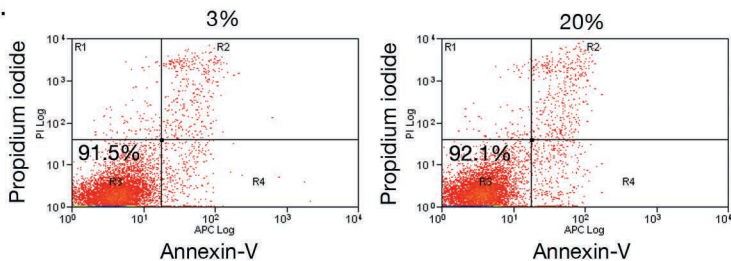 3%
Propidium iodide
PI Log
10⁴
10³
10²
10¹
10⁰
R1
R2
91.5%
R3
R4
10⁰ 10¹ 10² 10³ 10⁴
APC Log
Annexin-V
20%
Propidium iodide
PI Log
10⁴
10³
10²
10¹
10⁰
R1
R2
92.1%
R3
R4
10⁰ 10¹ 10² 10³ 10⁴
APC Log
Annexin-V